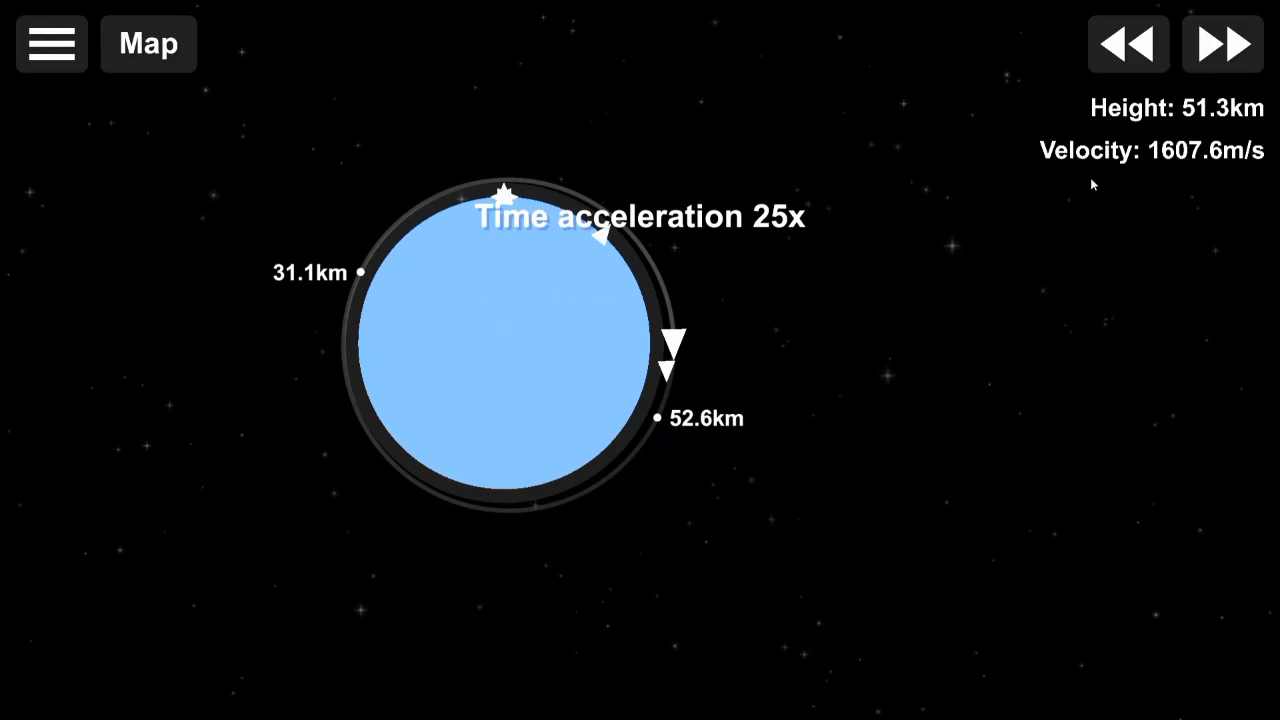 Map
Height: 51.3km
Velocity: 1607.6m/s
Time acceleration 25x
31.1km
52.6km